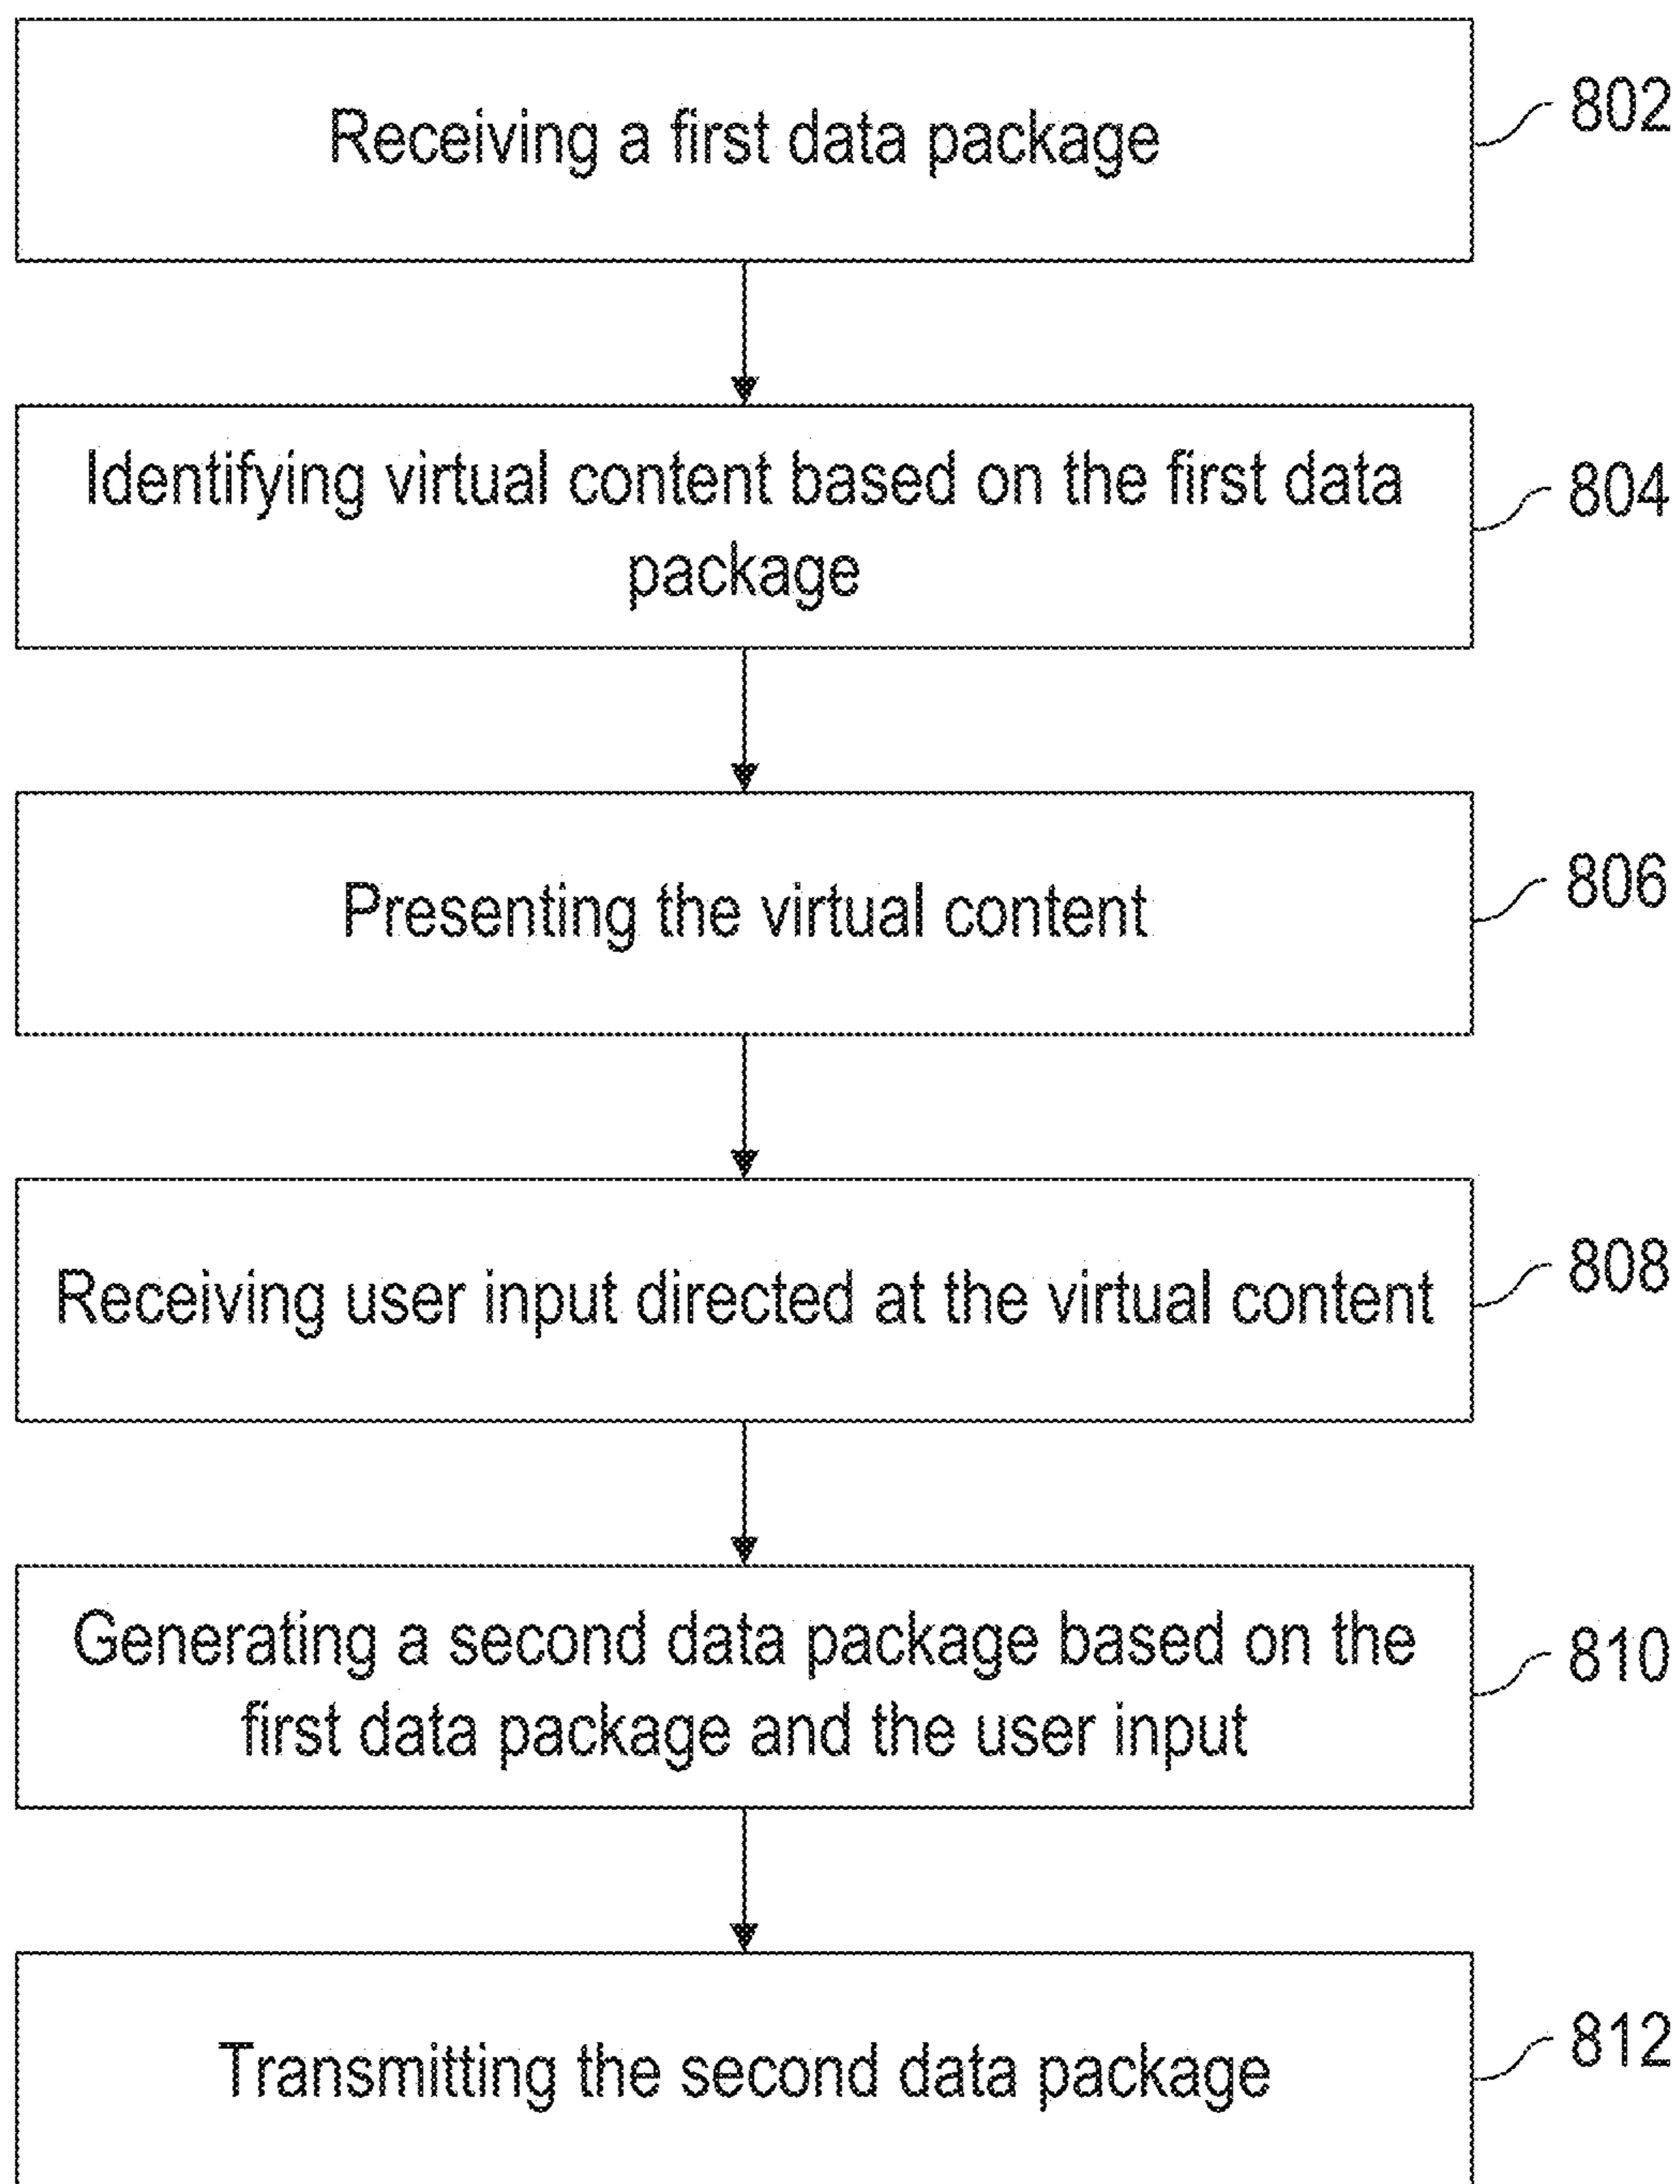 Receiving a first data package
802
Identifying virtual content based on the first data
package
804
Presenting the virtual content
806
Receiving user input directed at the virtual content
808
Generating a second data package based on the
first data package and the user input
810
Transmitting the second data package
812